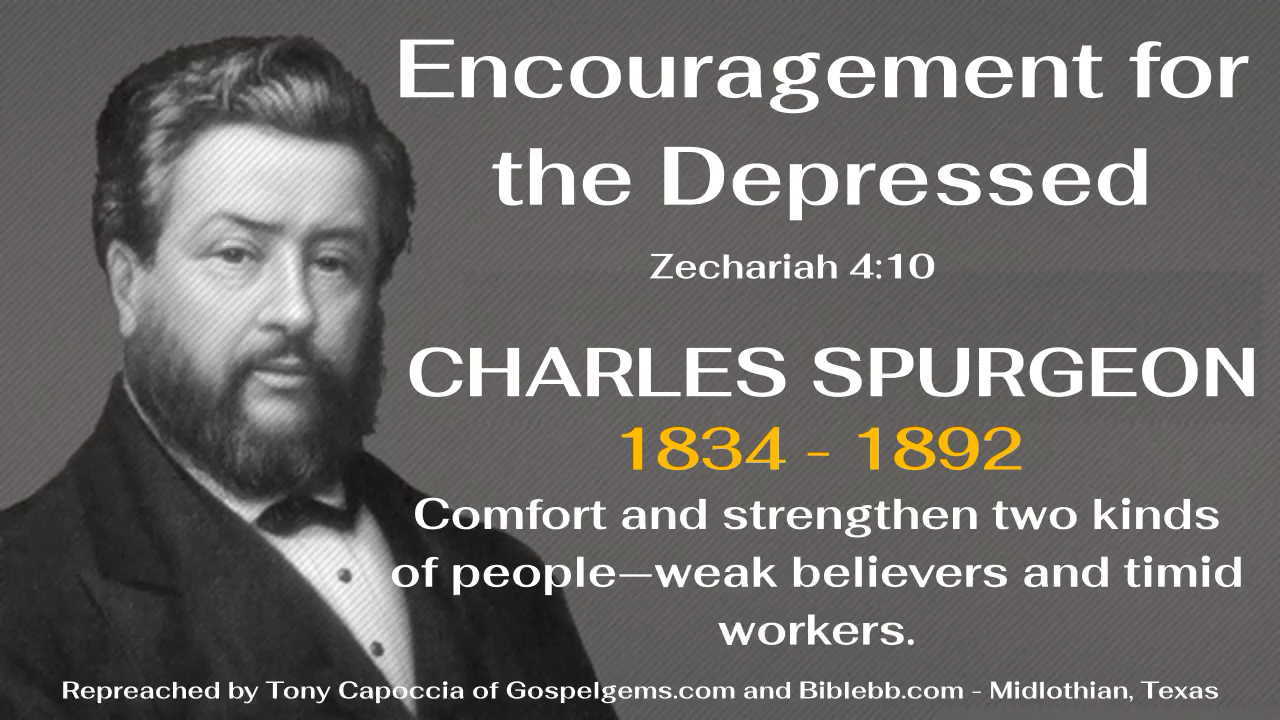 Encouragement for
the Depressed
Zechariah 4:10
CHARLES SPURGEON
1834 - 1892
Comfort and strengthen two kinds
of people—weak believers and timid
workers.
Repreached by Tony Capoccia of Gospelgems.com and Biblebb.com - Midlothian, Texas